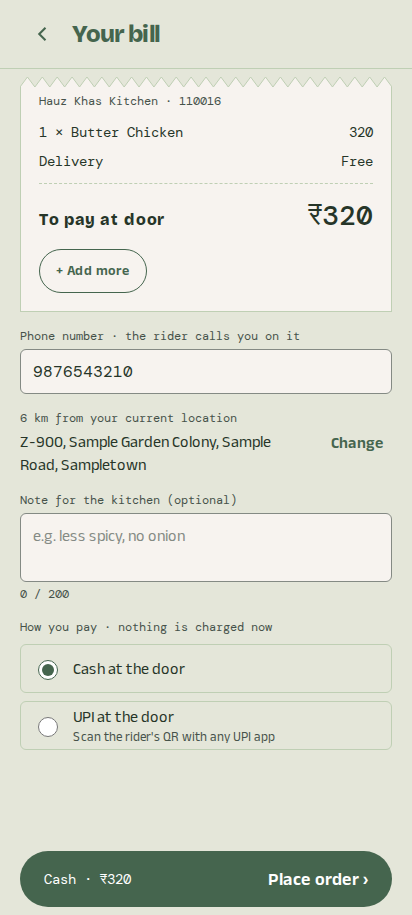 Your bill
Hauz Khas Kitchen · 110016
1 × Butter Chicken 320
Delivery Free
To pay at door ₹320
+ Add more
Phone number · the rider calls you on it
9876543210
6 km from your current location
Z-900, Sample Garden Colony, Sample
Road, Sampletown
Change
Note for the kitchen (optional)
e.g. less spicy, no onion
0 / 200
How you pay · nothing is charged now
Cash at the door
UPI at the door
Scan the rider's QR with any UPI app
Cash · ₹320 Place order ›